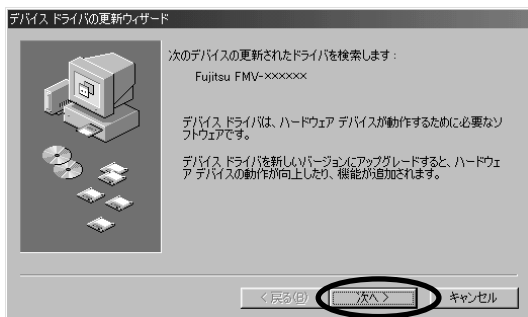 デバイス ドライバの更新ウィザード
次のデバイスの更新されたドライバを検索します：
Fujitsu FMV-××××××
デバイス ドライバは、ハードウェア デバイスが動作するために必要なソ
フトウェアです。
デバイス ドライバを新しいバージョンにアップグレードすると、ハードウェ
ア デバイスの動作が向上したり、機能が追加されます。
< 戻る(B)
次へ >
キャンセル